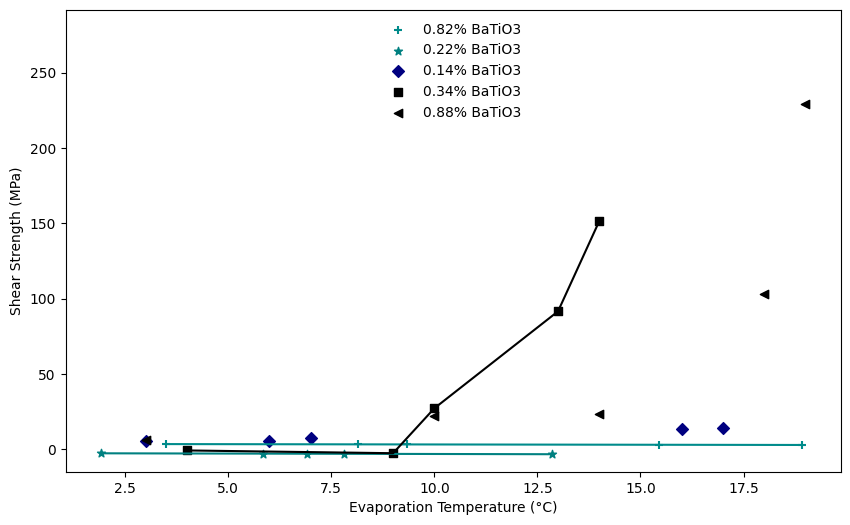 0.82% BaTiO3
0.22% BaTiO3
0.14% BaTiO3
0.34% BaTiO3
0.88% BaTiO3
250
200
150
100
50
0
Shear Strength (MPa)
2.5 5.0 7.5 10.0 12.5 15.0 17.5
Evaporation Temperature (°C)